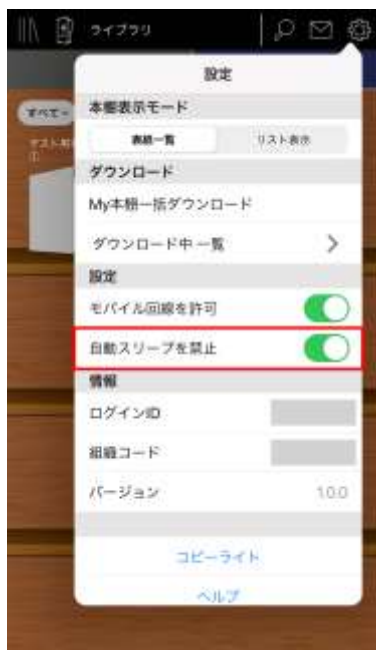 ライブラリ
設定
すべて
本棚表示モード
表紙一覧
リスト表示
ダウンロード
My本棚一括ダウンロード
ダウンロード中一覧
設定
モバイル回線を許可
自動スリープを禁止
情報
ログインID
組織コード
バージョン
1.0.0
コピーライト
ヘルプ